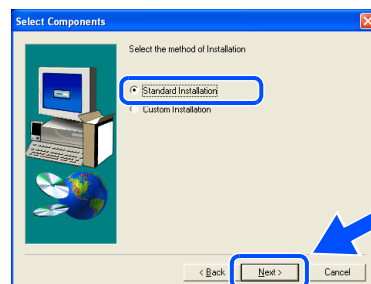 Select Components
Select the method of Installation
Standard Installation
Custom Installation
< Back
Next >
Cancel